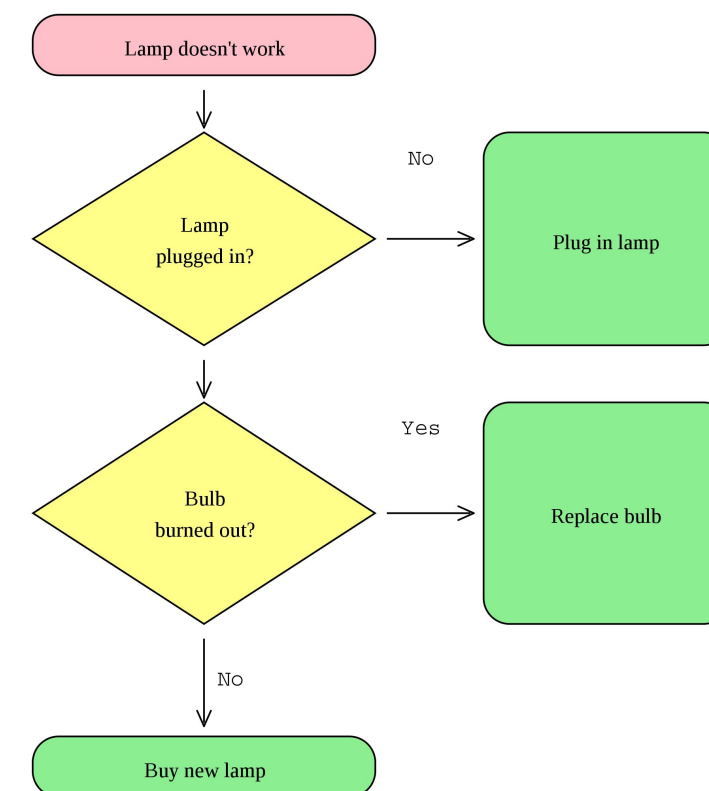 Lamp doesn't work
No
Lamp
plugged in?
Plug in lamp
Yes
Bulb
burned out?
Replace bulb
No
Buy new lamp